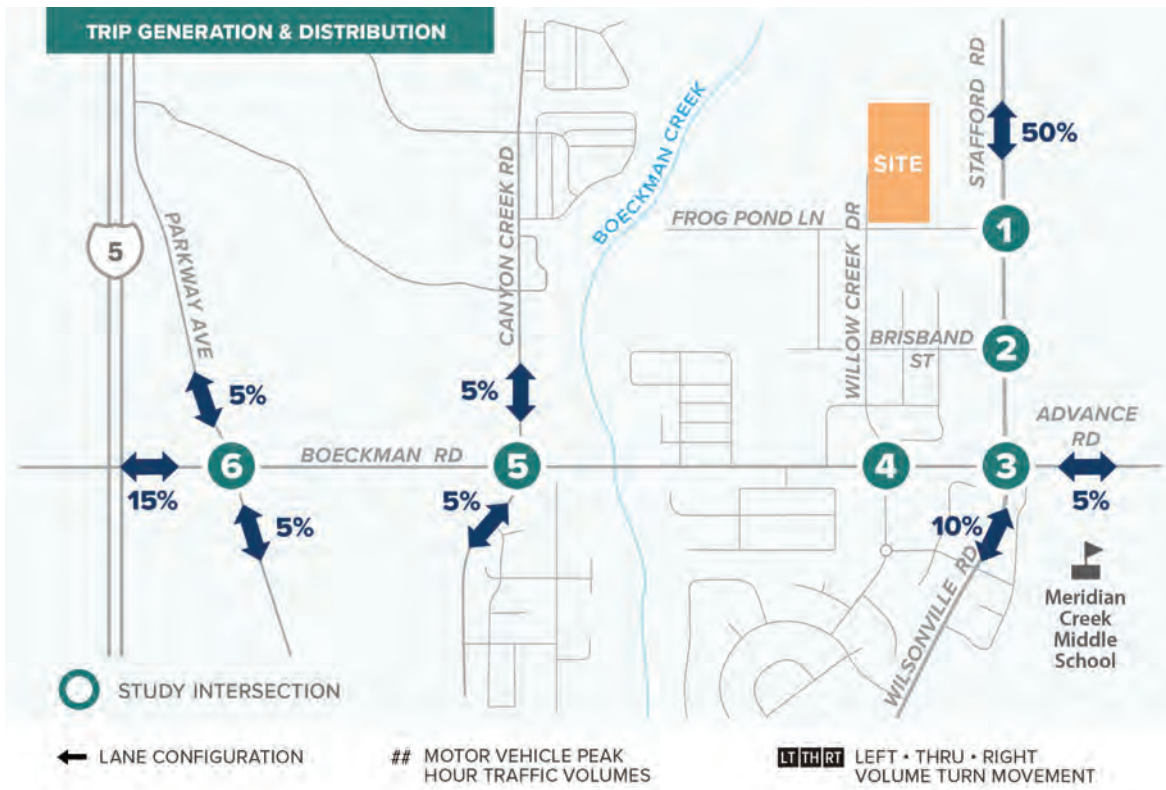 TRIP GENERATION & DISTRIBUTION
STAFFORD RD
50%
SITE
BOECKMAN CREEK
CANYON CREEK RD
FROG POND LN
1
5
PARKWAY AVE
WILLOW CREEK DR
BRISBAND
ST
2
5%
5%
ADVANCE
RD
BOECKMAN RD
6
5
4
3
15%
5%
5%
10%
5%
WILSONVILLE RD
Meridian
Creek
Middle
School
STUDY INTERSECTION
LANE CONFIGURATION
## MOTOR VEHICLE PEAK
HOUR TRAFFIC VOLUMES
LT TH RT LEFT • THRU • RIGHT
VOLUME TURN MOVEMENT